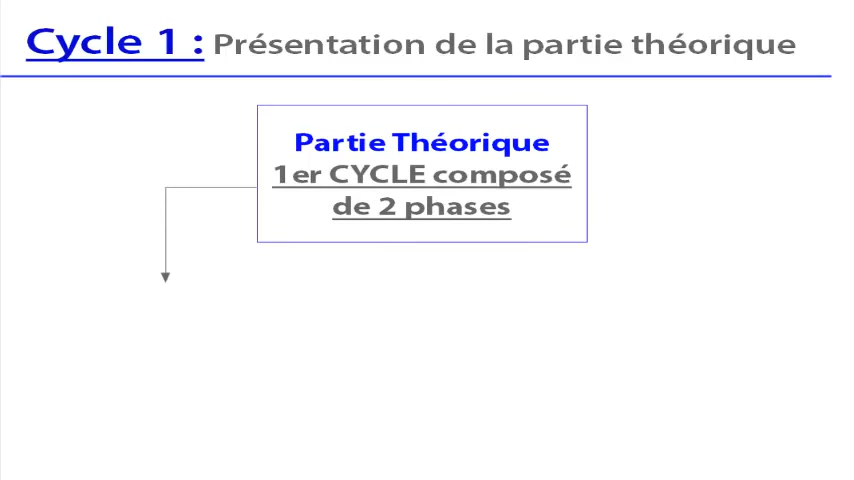 Cycle 1 : Présentation de la partie théorique
Partie Théorique
1er CYCLE composé
de 2 phases